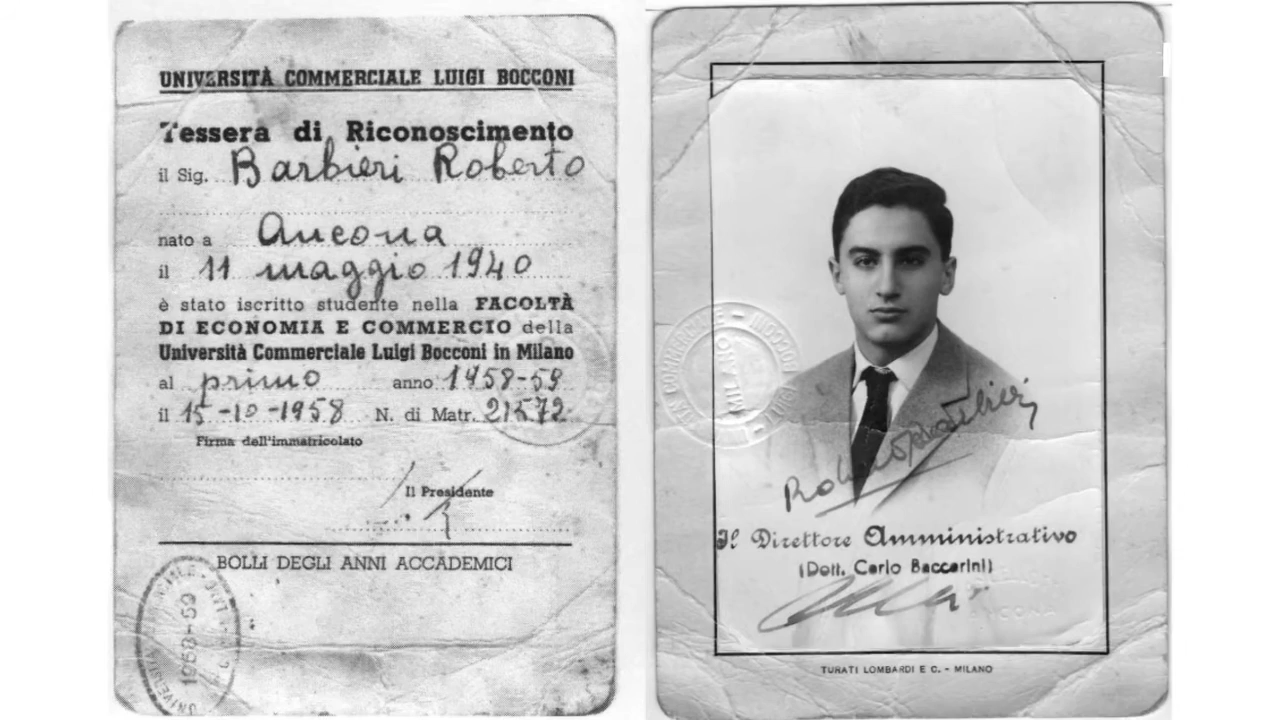 UNIVERSITÀ COMMERCIALE LUIGI BOCCONI
Tessera di Riconoscimento
il Sig. Barbieri Roberto
nato a Ancona
il 11 maggio 1940
è stato iscritto studente nella FACOLTÀ
DI ECONOMIA E COMMERCIO della
Università Commerciale Luigi Bocconi in Milano
al primo anno 1958-59
il 15-10-1958 N. di Matr. 21572
Firma dell'immatricolato
Il Presidente
BOLLI DEGLI ANNI ACCADEMICI
1958-59
MILANO
Roberto Barbieri
Il Direttore Amministrativo
(Dott. Carlo Baccarini)
TURATI LOMBARDI E C. - MILANO